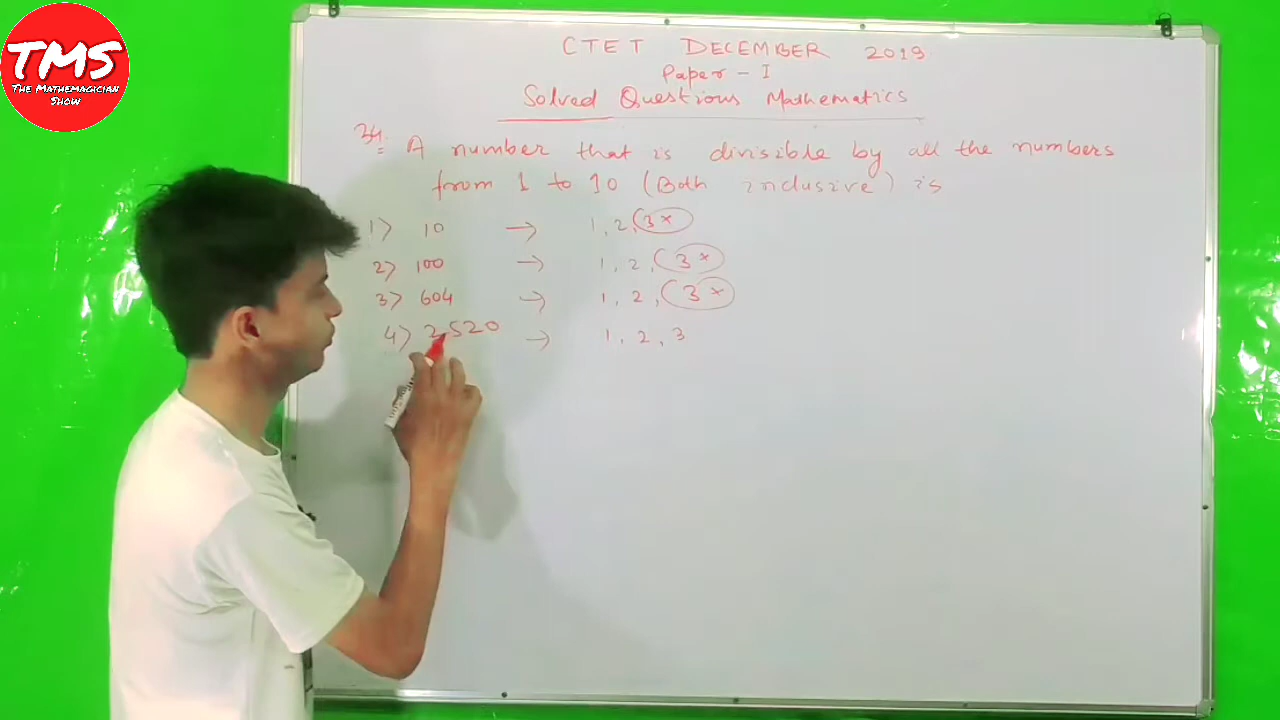 TMS
THE MATHEMAGICIAN
SHOW
CTET DECEMBER 2019
Paper - I
Solved Questions Mathematics
34. A number that is divisible by all the numbers
from 1 to 10 (Both inclusive) is
1) 10 → 1, 2, 3 ×
2) 100 → 1, 2, 3 ×
3) 604 → 1, 2, 3 ×
4) 2520 → 1, 2, 3